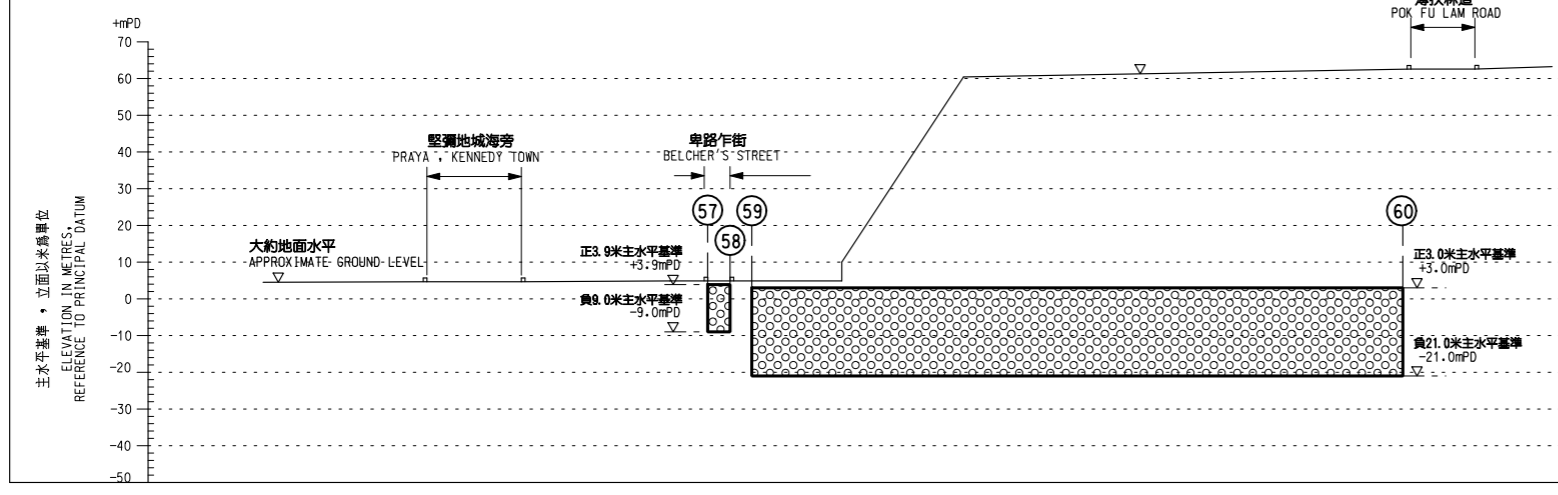 POK FU LAM ROAD
+mPD
70
60
50
40
30
20
10
0
-10
-20
-30
-40
-50
主水平基準，立面以米爲單位
ELEVATION IN METRES,
REFERENCE TO PRINCIPAL DATUM
堅彌地城海旁
PRAYA , KENNEDY TOWN
卑路乍街
BELCHER'S STREET
57
58
59
60
大約地面水平
APPROXIMATE GROUND LEVEL
正3.9米主水平基準
+3.9mPD
負9.0米主水平基準
-9.0mPD
正3.0米主水平基準
+3.0mPD
負21.0米主水平基準
-21.0mPD